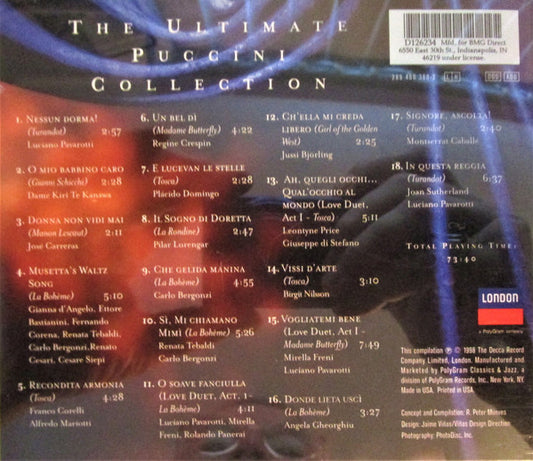 THE ULTIMATE
PUCCINI
COLLECTION
D126234 Mfd. for BMG Direct
6550 East 30th St., Indianapolis, IN
46219 under license.
1. NESSUN DORMA!
(Turandot) 2:57
Luciano Pavarotti
2. O MIO BABBINO CARO
(Gianni Schicchi) 2:28
Dame Kiri Te Kanawa
3. DONNA NON VIDI MAI
(Manon Lescaut) 2:11
José Carreras
4. MUSETTA'S WALTZ
SONG
(La Bohème) 5:10
Gianna d'Angelo, Ettore
Bastianini, Fernando
Corena, Renata Tebaldi,
Carlo Bergonzi,Renato
Cesari, Cesare Siepi
5. RECONDITA ARMONIA
(Tosca) 4:28
Franco Corelli
Alfredo Mariotti
6. UN BEL DÌ
(Madame Butterfly) 4:22
Regine Crespin
7. E LUCEVAN LE STELLE
(Tosca) 2:28
Plácido Domingo
8. IL SOGNO DI DORETTA
(La Rondine) 2:47
Pilar Lorengar
9. CHE GELIDA MANINA
(La Bohème) 4:55
Carlo Bergonzi
10. SÌ, MI CHIAMANO
MIMÌ (La Bohème) 5:26
Renata Tebaldi
Carlo Bergonzi
11. O SOAVE FANCIULLA
(LOVE DUET, ACT, 1-
La Bohème) 4:11
Luciano Pavarotti, Mirella
Freni, Rolando Panerai
12. CH'ELLA MI CREDA
LIBERO (Girl of the Golden
West) 2:25
Jussi Björling
13. AH, QUEGLI OCCHI...
QUAL'OCCHIO AL
MONDO (LOVE DUET,
ACT I - Tosca) 5:11
Leontyne Price
Giuseppe di Stefano
14. VISSI D'ARTE
(Tosca) 3:10
Birgit Nilsson
15. VOGLIATEMI BENE
(LOVE DUET, ACT I -
Madame Butterfly) 7:49
Mirella Freni
Luciano Pavarotti
16. DONDE LIETA USCÌ
(La Bohème) 3:27
Angela Gheorghiu
17. SIGNORE, ASCOLTA!
(Turandot) 2:40
Montserrat Caballé
18. IN QUESTA REGGIA
(Turandot) 6:37
Joan Sutherland
Luciano Pavarotti
TOTAL PLAYING TIME:
73:40
LONDON
a PolyGram company
This compilation ℗ © 1996 The Decca Record
Company Limited, London. Manufactured and
Marketed by PolyGram Classics & Jazz, a
division of PolyGram Records, Inc. New York, NY.
Made in USA. Printed in USA.
Concept and Compilation: R. Peter Munves
Design: Jaime Viñas/Viñas Design Direction
Photography: PhotoDisc, Inc.